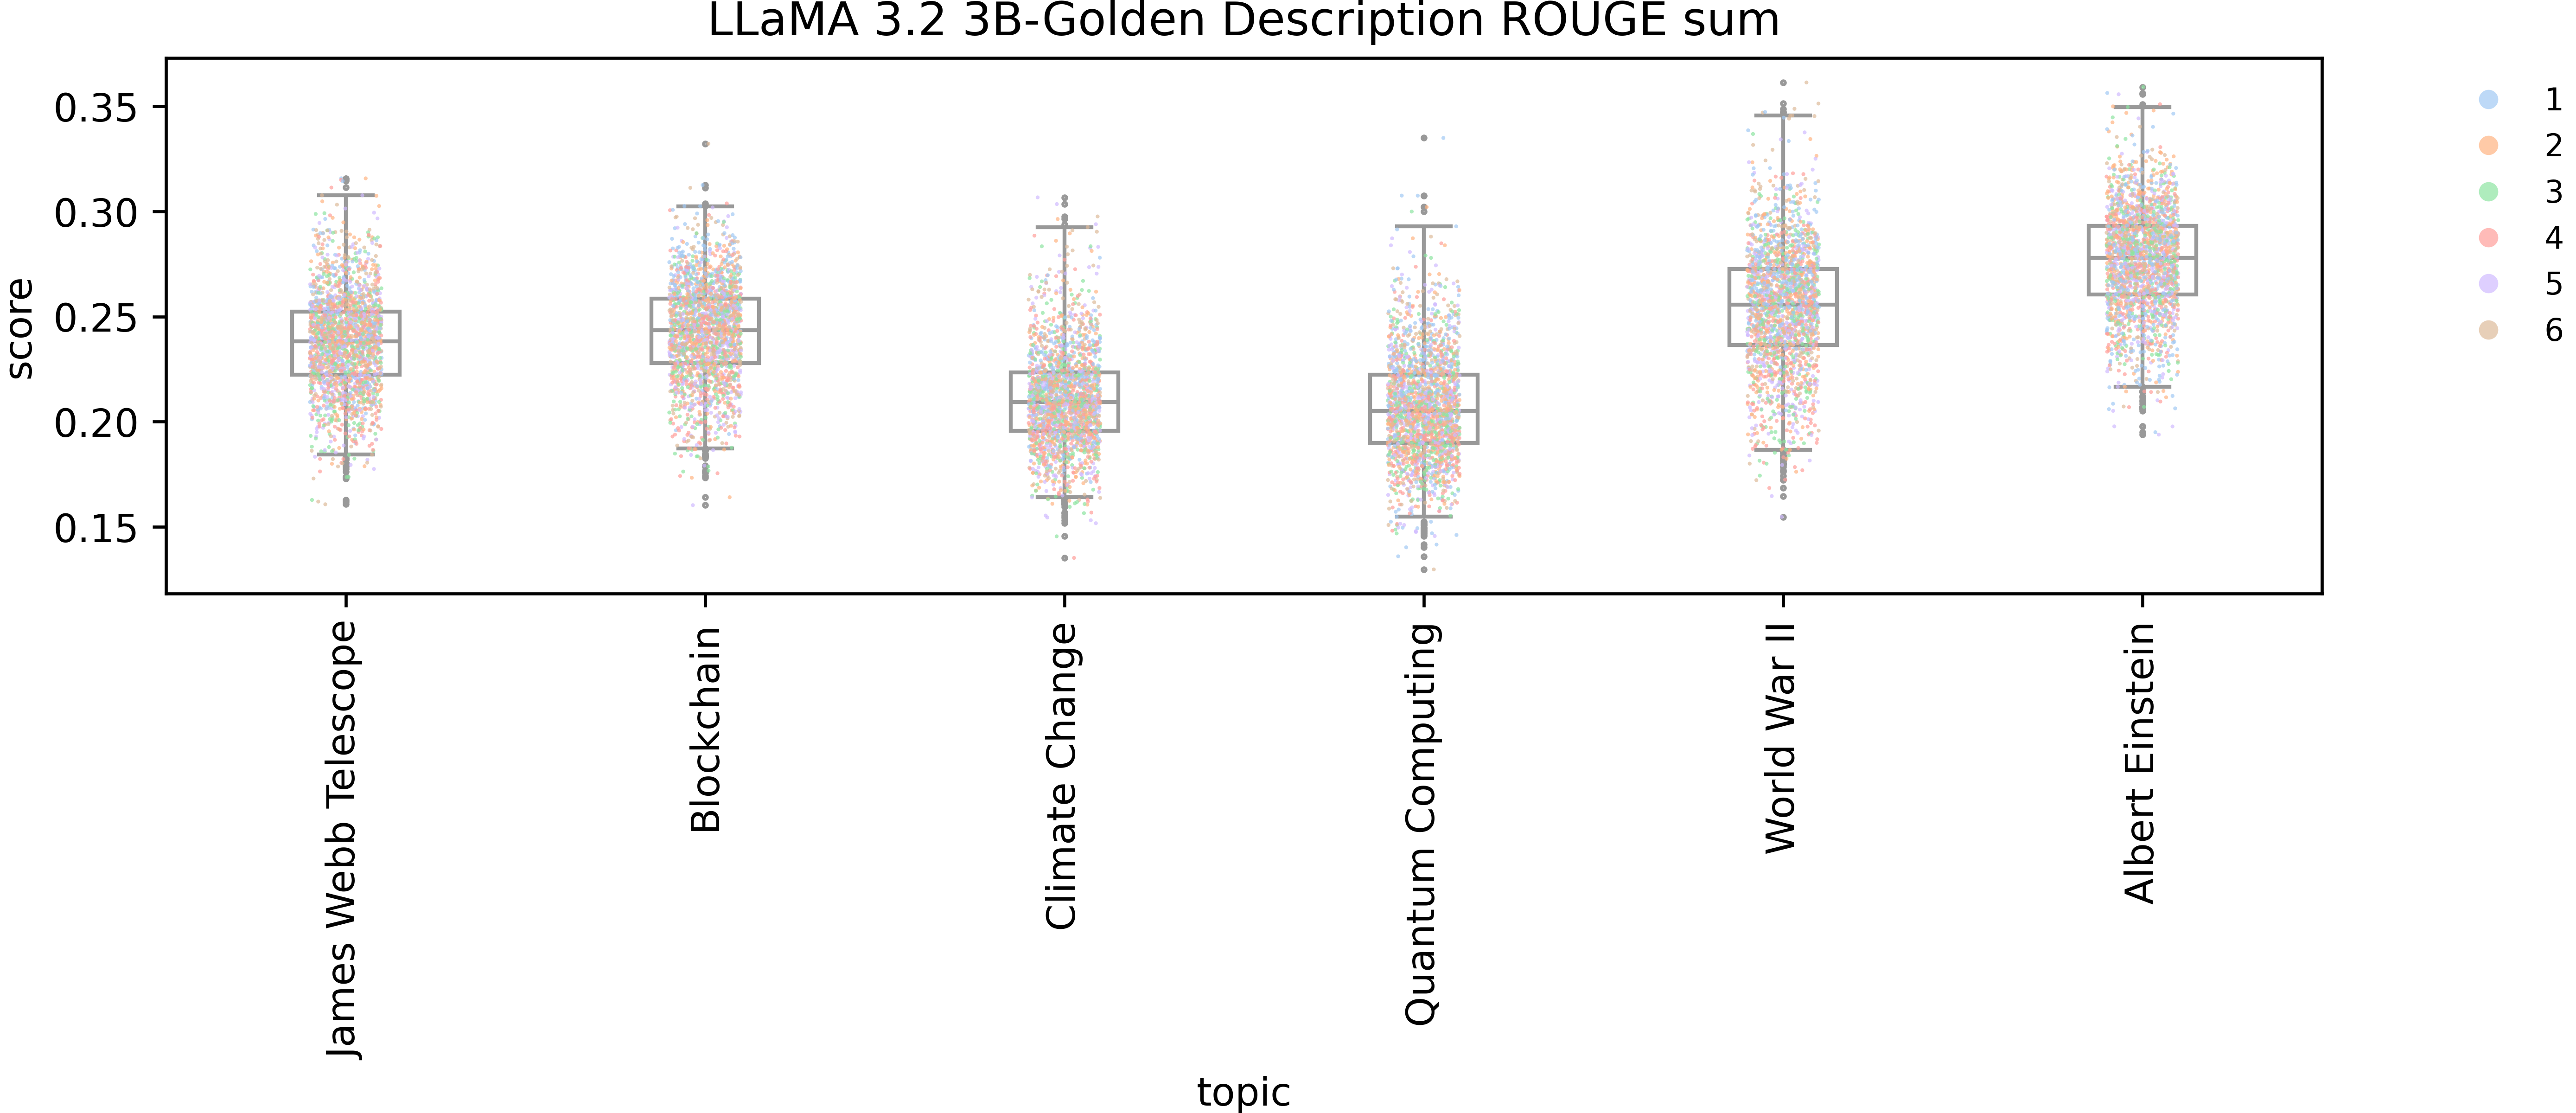 LLaMA 3.2 3B-Golden Description ROUGE sum
score
0.35
0.30
0.25
0.20
0.15
James Webb Telescope
Blockchain
Climate Change
Quantum Computing
World War II
Albert Einstein
topic
1
2
3
4
5
6